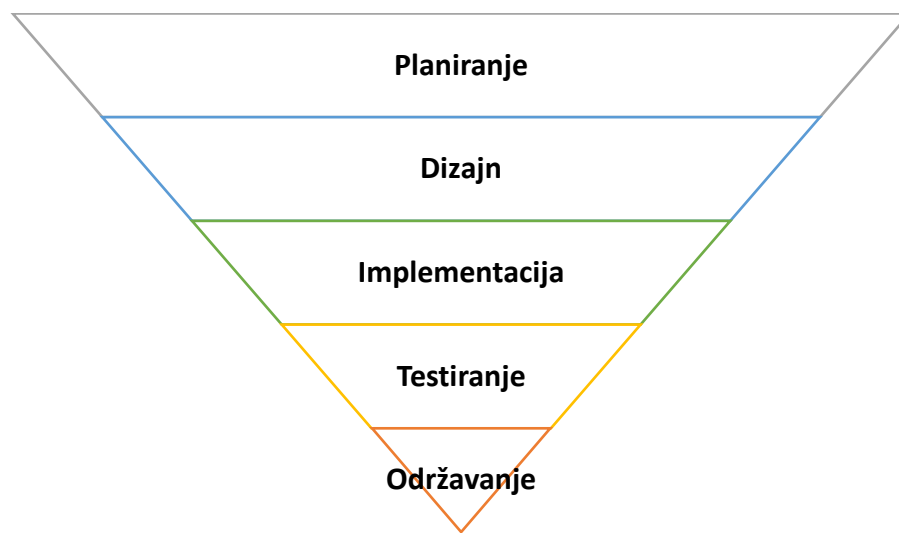 Planiranje
Dizajn
Implementacija
Testiranje
Održavanje